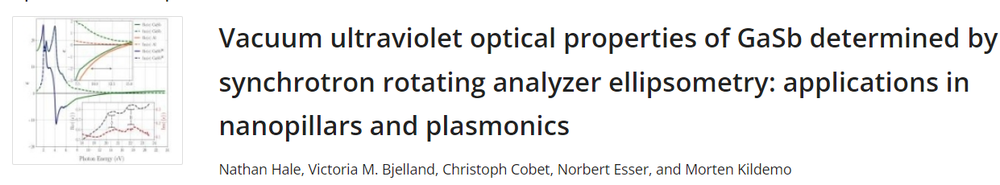 Vacuum ultraviolet optical properties of GaSb determined by
synchrotron rotating analyzer ellipsometry: applications in
nanopillars and plasmonics
Nathan Hale, Victoria M. Bjelland, Christoph Cobet, Norbert Esser, and Morten Kildemo
Photon Energy (eV)